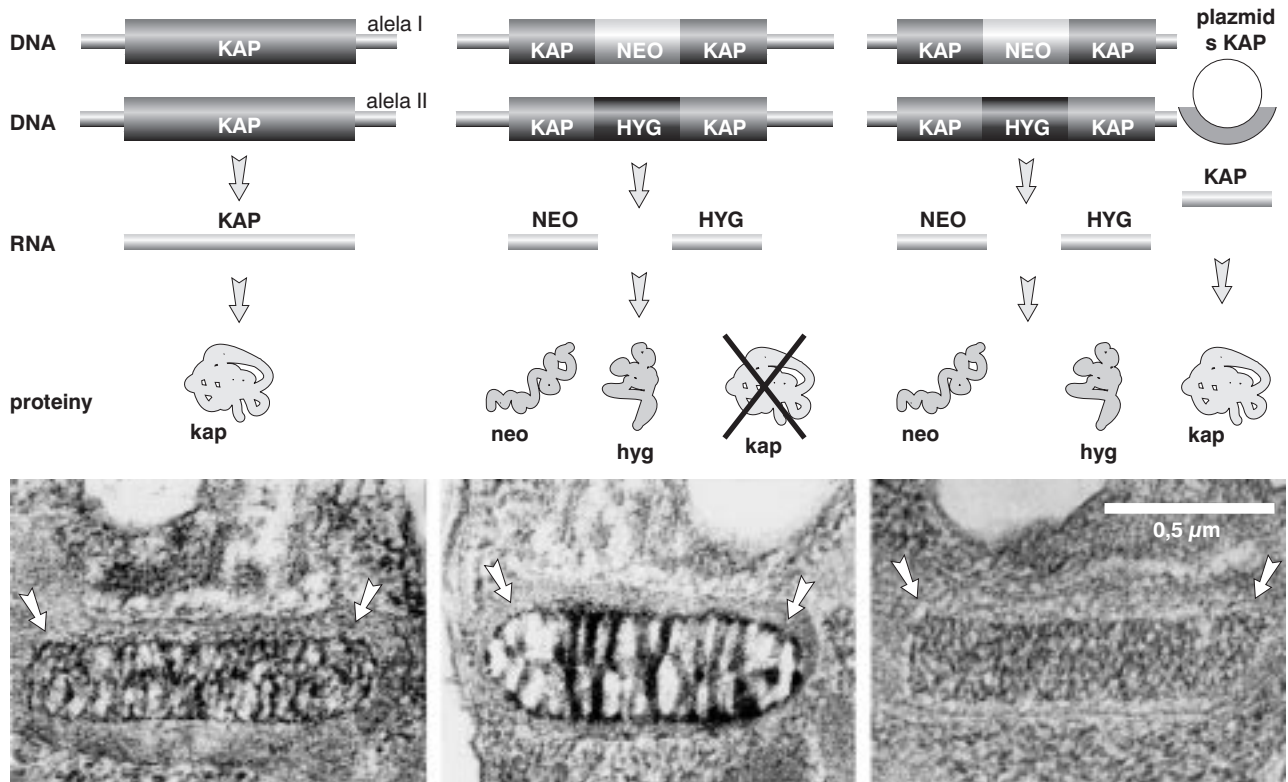 alela I
plazmid
s KAP
DNA
KAP
KAP NEO KAP
KAP NEO KAP
alela II
DNA
KAP
KAP HYG KAP
KAP HYG KAP
KAP
KAP
NEO HYG
NEO HYG
RNA
proteiny
kap
neo
hyg
kap
neo
hyg
kap
0,5 µm